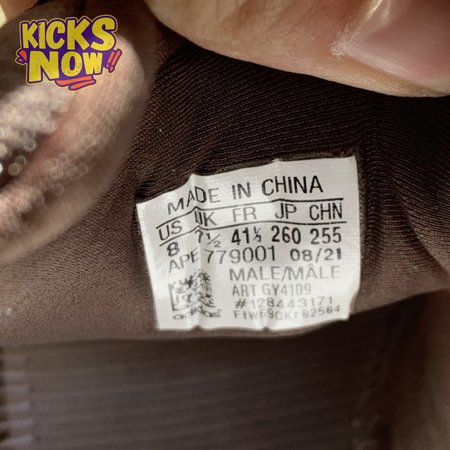 KICKS
NOW
MADE IN CHINA
US UK FR JP CHN
8 7½ 41⅓ 260 255
APE 779001 08/21
MALE/MÂLE
ART GY4109
#128443171